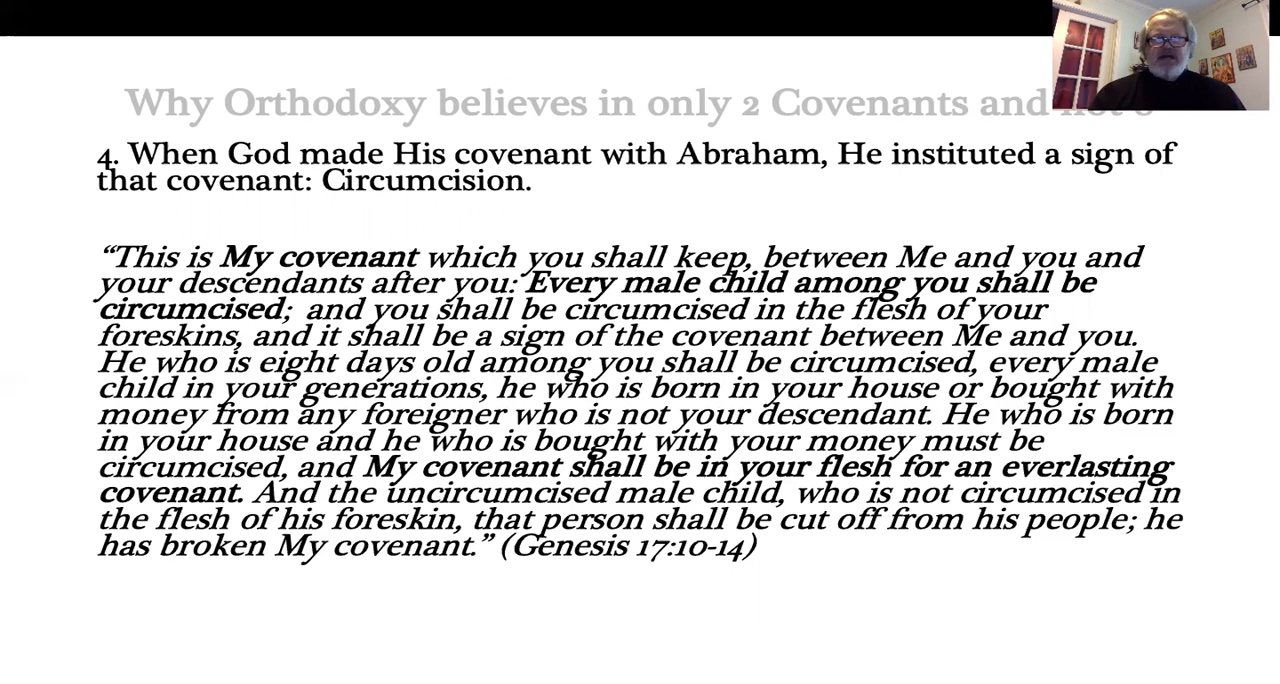 Why Orthodoxy believes in only 2 Covenants and
4. When God made His covenant with Abraham, He instituted a sign of
that covenant: Circumcision.
“This is My covenant which you shall keep, between Me and you and
your descendants after you: Every male child among you shall be
circumcised; and you shall be circumcised in the flesh of your
foreskins, and it shall be a sign of the covenant between Me and you.
He who is eight days old among you shall be circumcised, every male
child in your generations, he who is born in your house or bought with
money from any foreigner who is not your descendant. He who is born
in your house and he who is bought with your money must be
circumcised, and My covenant shall be in your flesh for an everlasting
covenant. And the uncircumcised male child, who is not circumcised in
the flesh of his foreskin, that person shall be cut off from his people; he
has broken My covenant.” (Genesis 17:10-14)